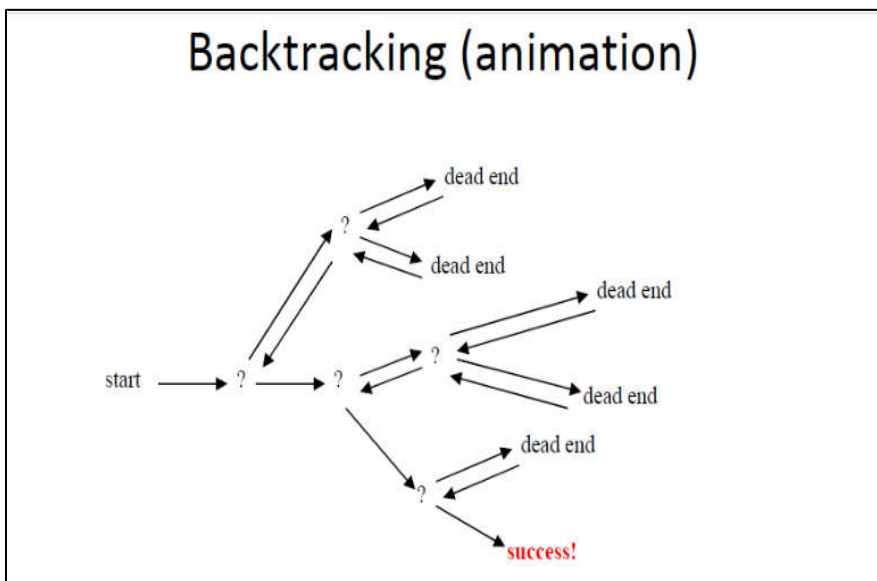 Backtracking (animation)
dead end
?
dead end
dead end
?
start
?
?
dead end
dead end
?
success!